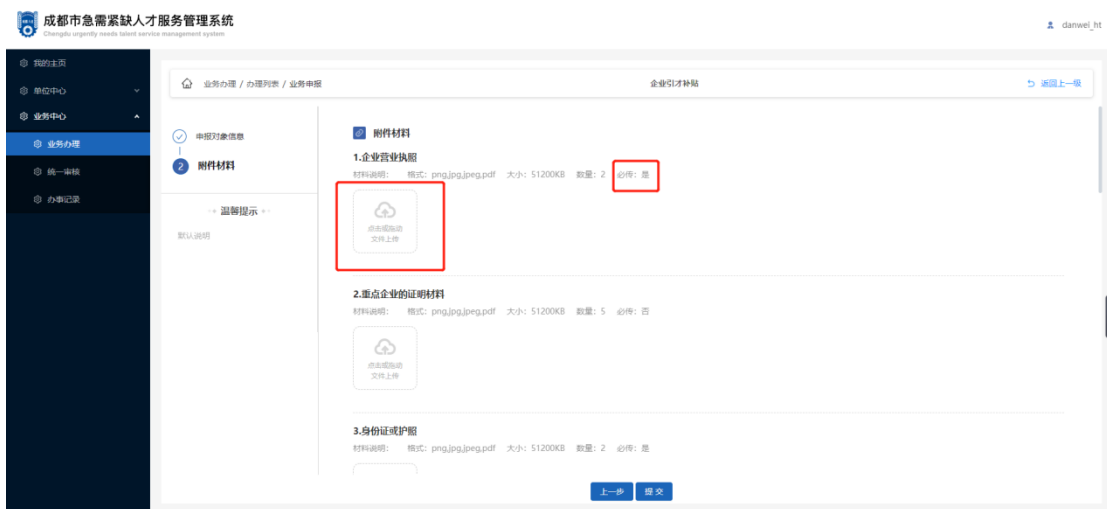 成都市急需紧缺人才服务管理系统
Chengdu urgently needs talent service management system
danwei_ht
我的主页
单位中心
业务中心
业务办理
统一审核
办事记录
业务办理 / 办理列表 / 业务申报
企业引才补贴
返回上一级
申报对象信息
2 附件材料
温馨提示
默认说明
附件材料
1.企业营业执照
材料说明: 格式: png,jpg,jpeg,pdf 大小: 51200KB 数量: 2 必传: 是
点击或拖动
文件上传
2.重点企业的证明材料
材料说明: 格式: png,jpg,jpeg,pdf 大小: 51200KB 数量: 5 必传: 否
点击或拖动
文件上传
3.身份证或护照
材料说明: 格式: png,jpg,jpeg,pdf 大小: 51200KB 数量: 2 必传: 是
上一步
提交